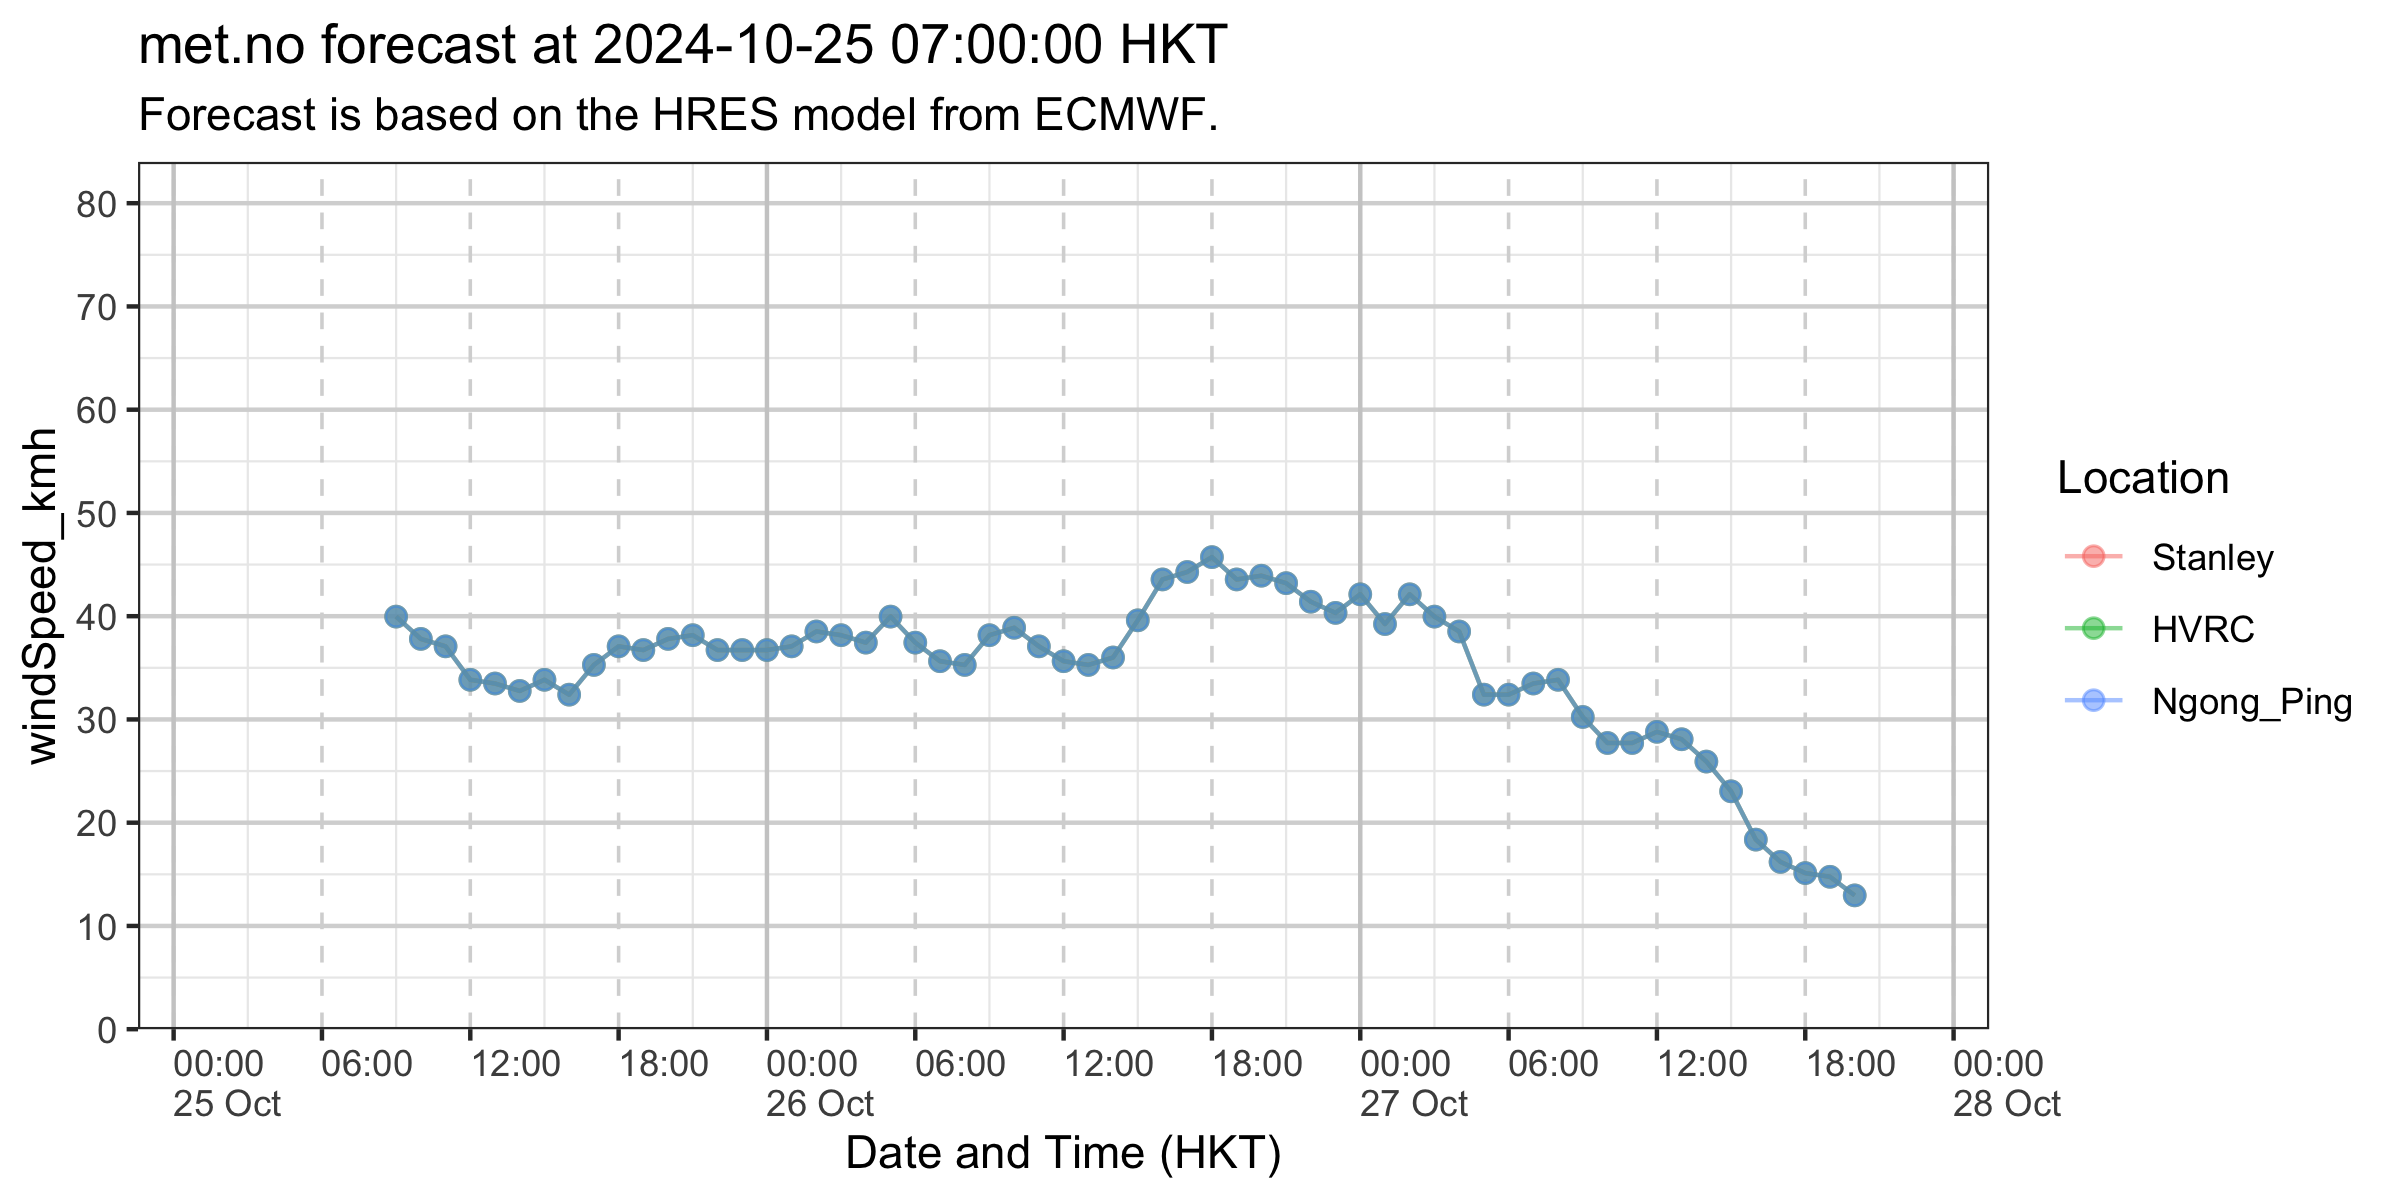 met.no forecast at 2024-10-25 07:00:00 HKT
Forecast is based on the HRES model from ECMWF.
windSpeed_kmh
80
70
60
50
40
30
20
10
0
00:00 06:00 12:00 18:00 00:00 06:00 12:00 18:00 00:00 06:00 12:00 18:00 00:00
25 Oct 26 Oct 27 Oct 28 Oct
Date and Time (HKT)
Location
Stanley
HVRC
Ngong_Ping